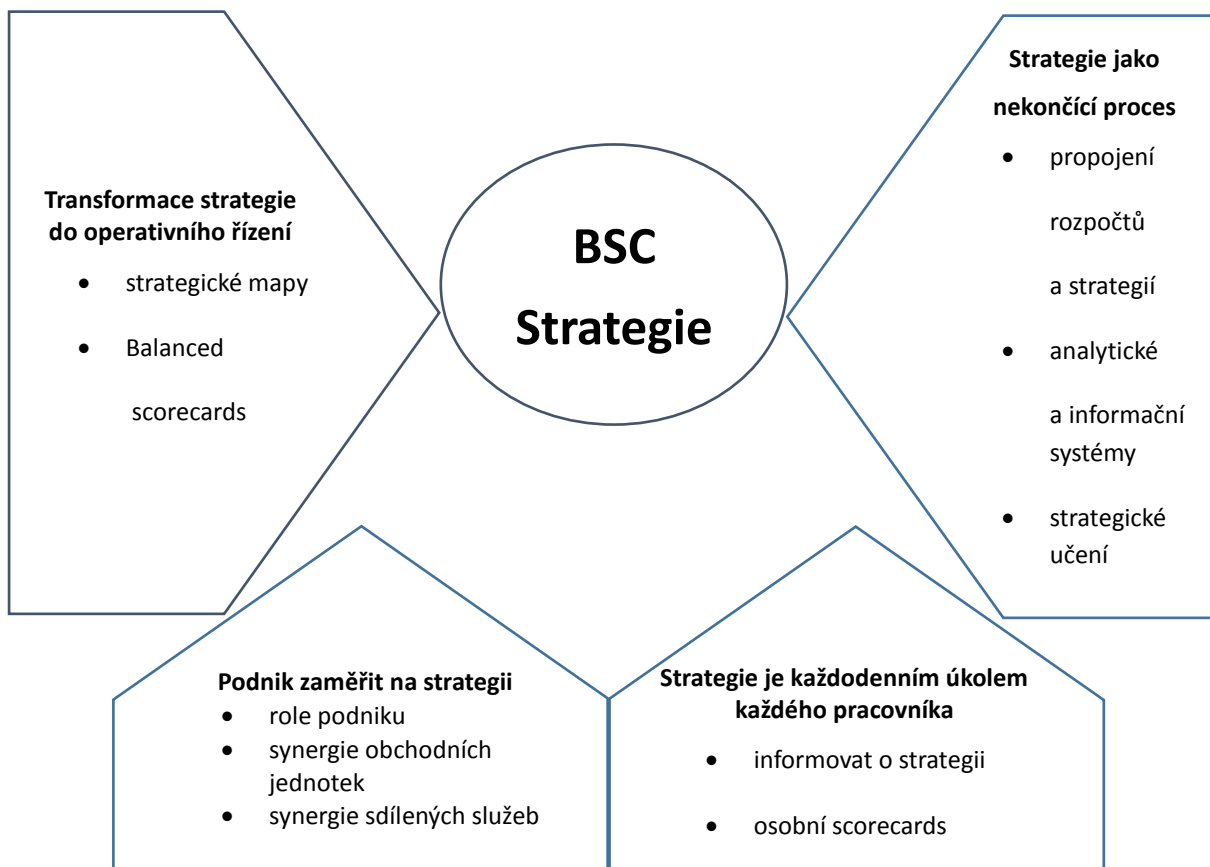 BSC
Strategie
Transformace strategie
do operativního řízení
• strategické mapy
• Balanced
scorecards
Strategie jako
nekončící proces
• propojení
rozpočtů
a strategií
• analytické
a informační
systémy
• strategické
učení
Podnik zaměřit na strategii
• role podniku
• synergie obchodních
jednotek
• synergie sdílených služeb
Strategie je každodenním úkolem
každého pracovníka
• informovat o strategii
• osobní scorecards